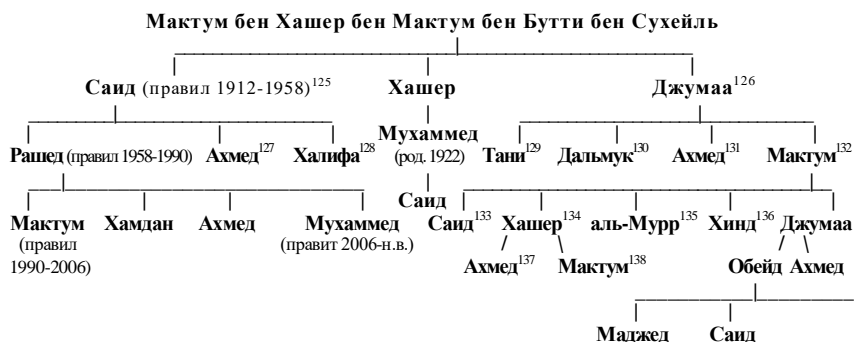 Мактум бен Хашер бен Мактум бен Бутти бен Сухейль
Саид (правил 1912-1958)125 Хашер Джумаа126
Мухаммед
(род. 1922)
Рашед (правил 1958-1990) Ахмед127 Халифа128 Тани129 Дальмук130 Ахмед131 Мактум132
Саид
Мактум Хамдан Ахмед Мухаммед Саид133 Хашер134 аль-Мурр135 Хинд136 Джумаа
(правил (правит 2006-н.в.)
1990-2006) Ахмед137 Мактум138 Обейд Ахмед
Маджед Саид